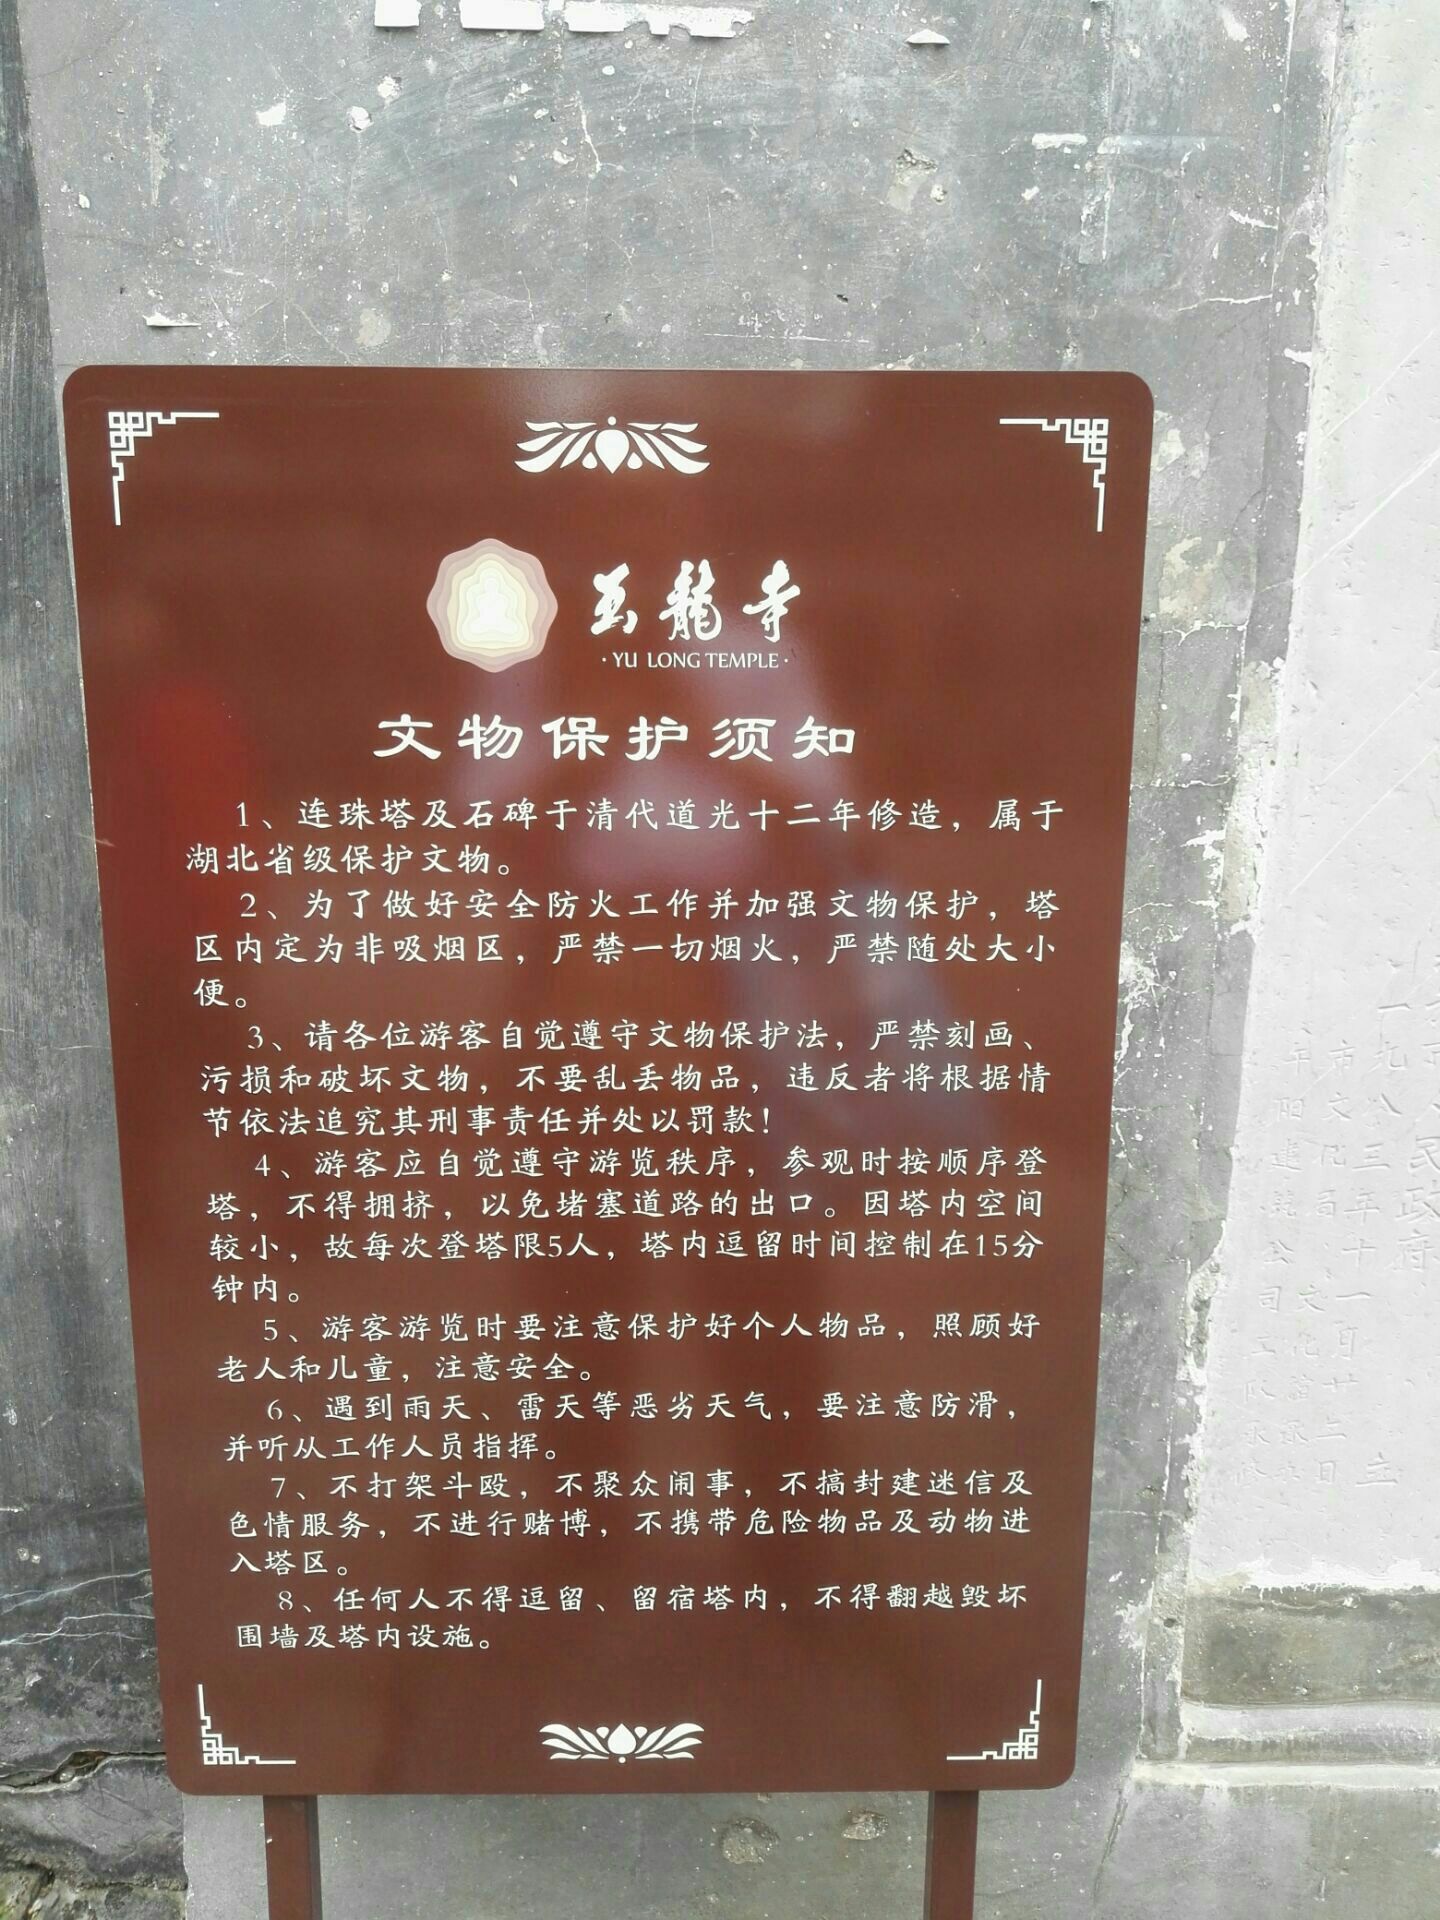 玉龍寺
·YU LONG TEMPLE·
文物保护须知
1、连珠塔及石碑于清代道光十二年修造，属于
湖北省级保护文物。
2、为了做好安全防火工作并加强文物保护，塔
区内定为非吸烟区，严禁一切烟火，严禁随处大小
便。
3、请各位游客自觉遵守文物保护法，严禁刻画、
污损和破坏文物，不要乱丢物品，违反者将根据情
节依法追究其刑事责任并处以罚款！
4、游客应自觉遵守游览秩序，参观时按顺序登
塔，不得拥挤，以免堵塞道路的出口。因塔内空间
较小，故每次登塔限5人，塔内逗留时间控制在15分
钟内。
5、游客游览时要注意保护好个人物品，照顾好
老人和儿童，注意安全。
6、遇到雨天、雷天等恶劣天气，要注意防滑，
并听从工作人员指挥。
7、不打架斗殴，不聚众闹事，不搞封建迷信及
色情服务，不进行赌博，不携带危险物品及动物进
入塔区。
8、任何人不得逗留、留宿塔内，不得翻越毁坏
围墙及塔内设施。
民政府
立